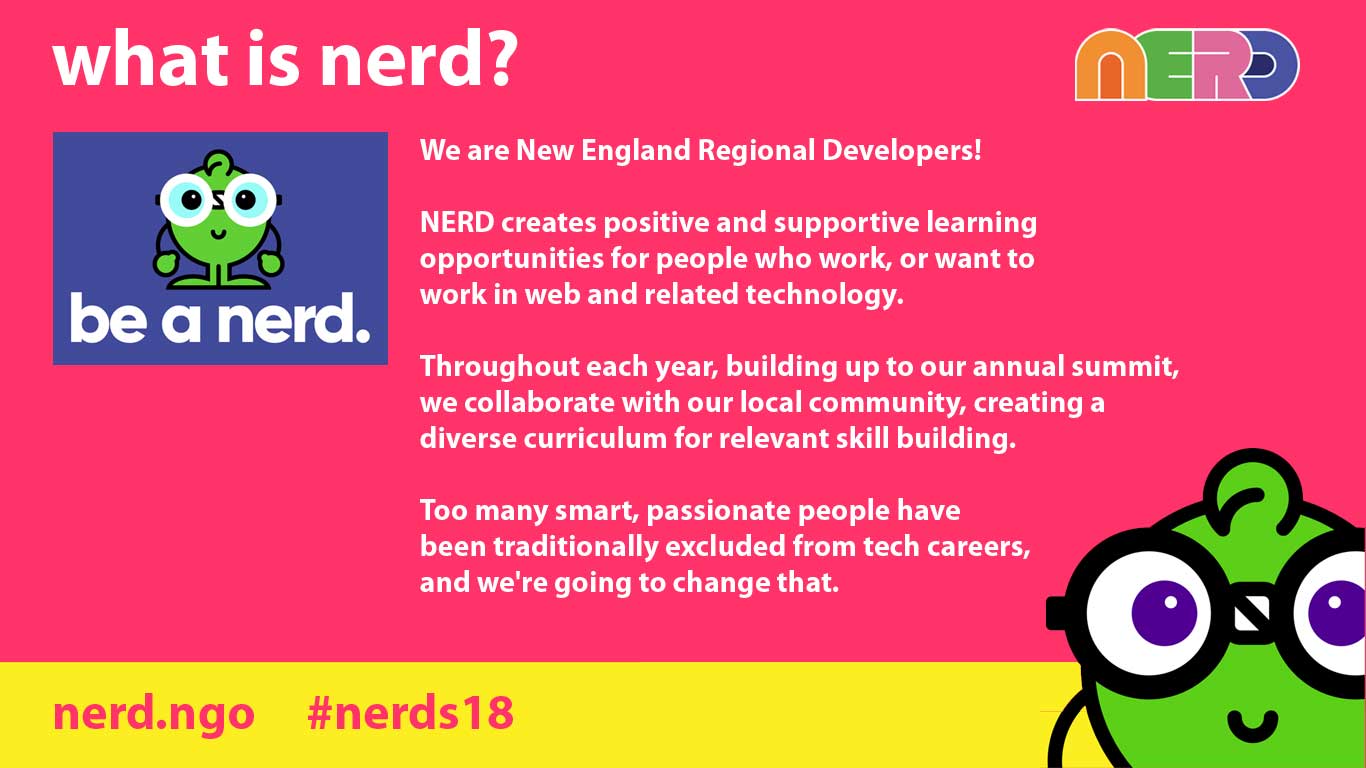 what is nerd?
NERD
be a nerd.
We are New England Regional Developers!
NERD creates positive and supportive learning
opportunities for people who work, or want to
work in web and related technology.
Throughout each year, building up to our annual summit,
we collaborate with our local community, creating a
diverse curriculum for relevant skill building.
Too many smart, passionate people have
been traditionally excluded from tech careers,
and we're going to change that.
nerd.ngo #nerds18